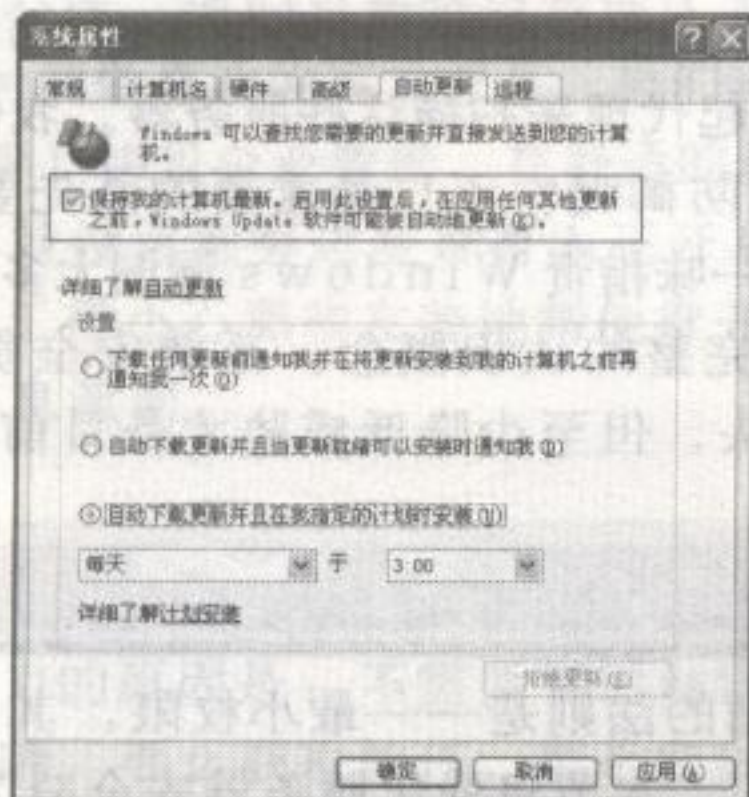 系统属性
常规 计算机名 硬件 高级 自动更新 远程
Windows 可以查找您需要的更新并直接发送到您的计算
机。
保持我的计算机最新。启用此设置后，在应用任何其他更新
之前，Windows Update 软件可能被自动地更新(K)。
详细了解自动更新
设置
下载任何更新前通知我并在将更新安装到我的计算机之前再
通知我一次(O)
自动下载更新并且当更新就绪可以安装时通知我(D)
自动下载更新并且在我指定的计划时安装(V)
每天 于 3:00
详细了解计划安装
拒绝更新(E)
确定 取消 应用(A)